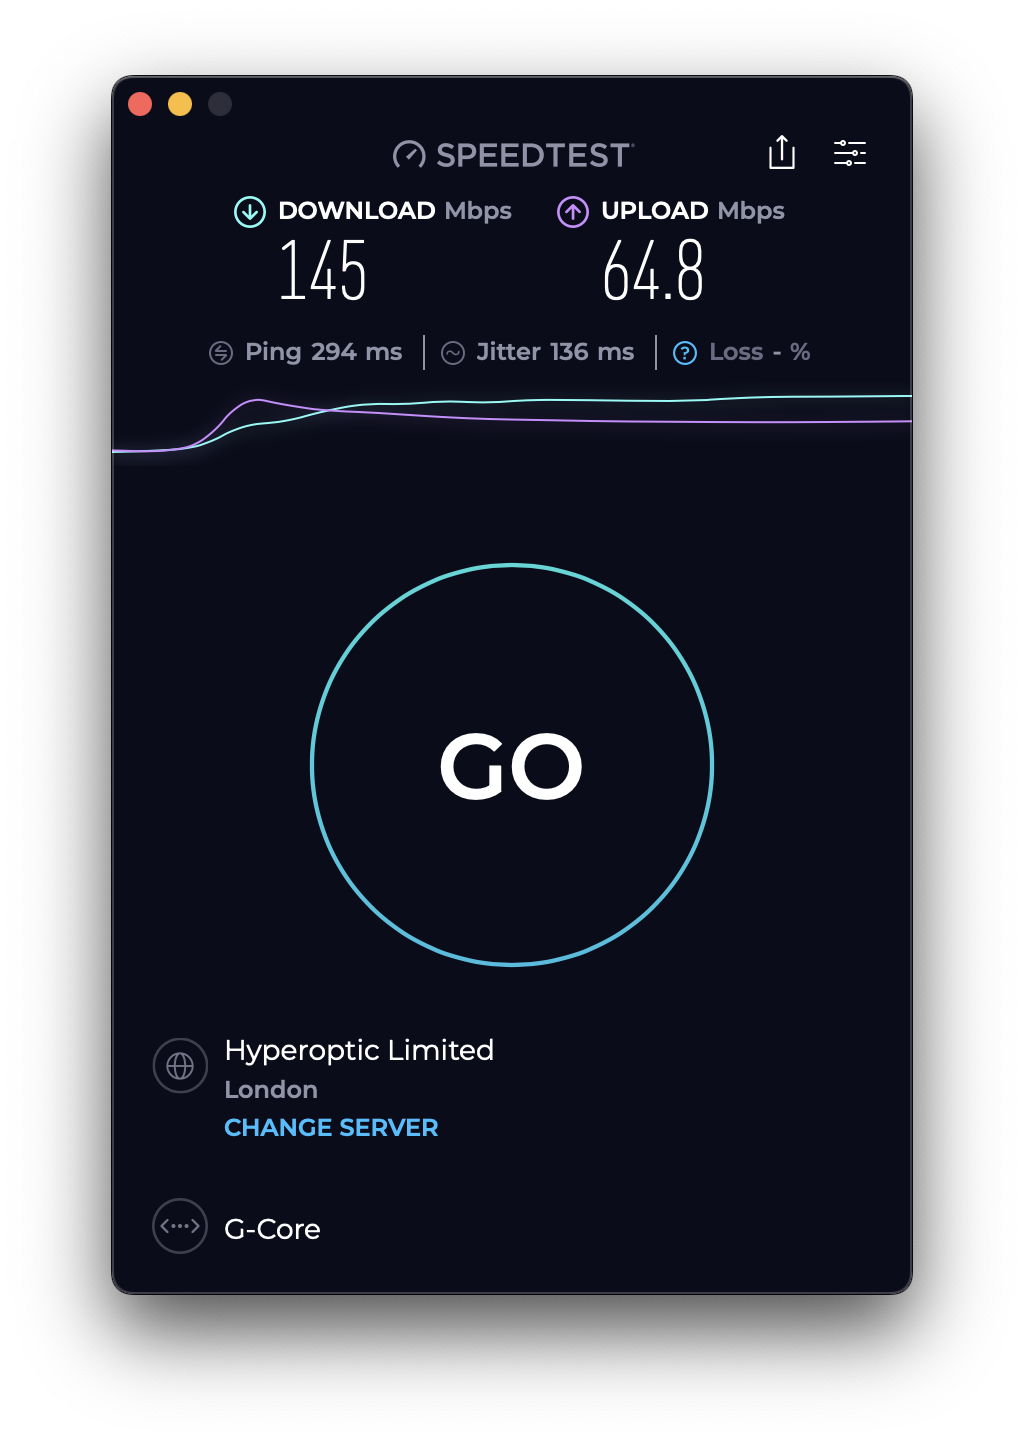 SPEEDTEST
DOWNLOAD Mbps
145
UPLOAD Mbps
64.8
Ping 294 ms
Jitter 136 ms
? Loss - %
GO
Hyperoptic Limited
London
CHANGE SERVER
G-Core